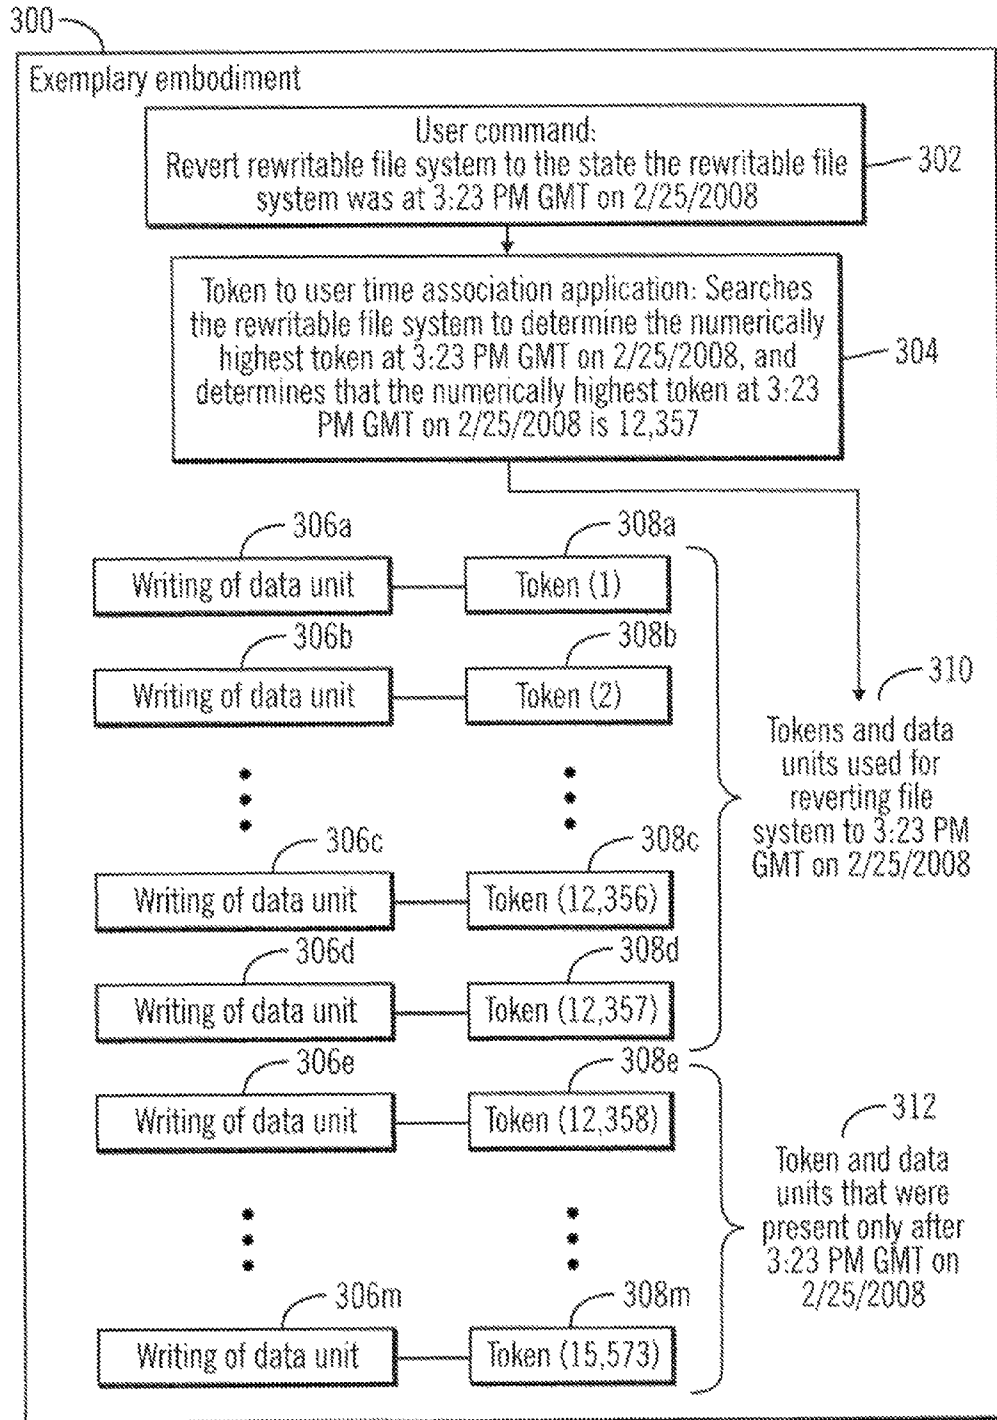 300
Exemplary embodiment
User command:
Revert rewritable file system to the state the rewritable file
system was at 3:23 PM GMT on 2/25/2008
302
Token to user time association application: Searches
the rewritable file system to determine the numerically
highest token at 3:23 PM GMT on 2/25/2008, and
determines that the numerically highest token at 3:23
PM GMT on 2/25/2008 is 12,357
304
306a
308a
Writing of data unit
Token (1)
306b
308b
Writing of data unit
Token (2)
310
Tokens and data
units used for
reverting file
system to 3:23 PM
GMT on 2/25/2008
306c
308c
Writing of data unit
Token (12,356)
306d
308d
Writing of data unit
Token (12,357)
306e
308e
Writing of data unit
Token (12,358)
312
Token and data
units that were
present only after
3:23 PM GMT on
2/25/2008
306m
308m
Writing of data unit
Token (15,573)